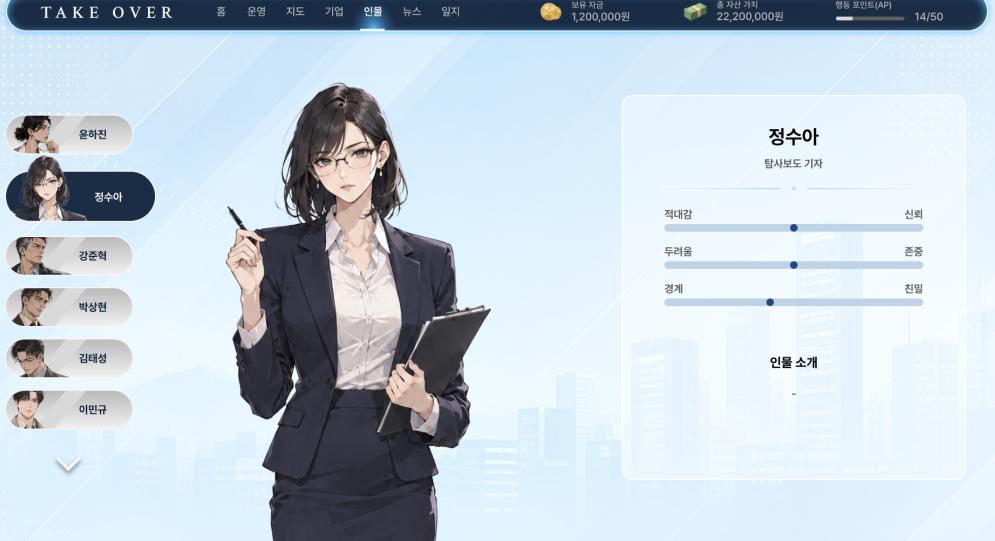 TAKE OVER
홈 운영 지도 기업 인물 뉴스 일지
보유 자금
1,200,000원
총 자산 가치
22,200,000원
행동 포인트(AP)
14/50
윤하진
정수아
강준혁
박상현
김태성
이민규
정수아
탐사보도 기자
적대감 신뢰
두려움 존중
경계 친밀
인물 소개
-